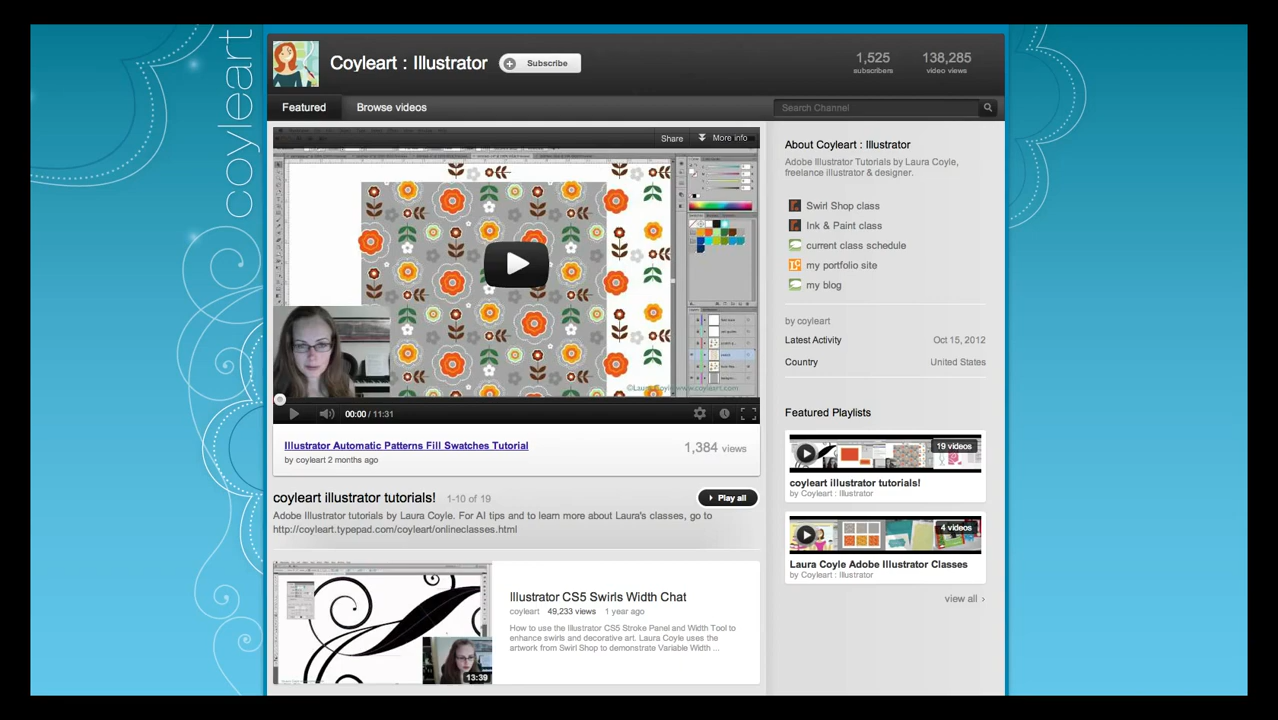 coyleart
Coyleart : Illustrator
Subscribe
1,525
subscribers
138,285
video views
Featured
Browse videos
Search Channel
Share
More info
©Laura Coyle www.coyleart.com
00:00 / 11:31
Illustrator Automatic Patterns Fill Swatches Tutorial
by coyleart 2 months ago
1,384 views
coyleart illustrator tutorials!
1-10 of 19
Play all
Adobe Illustrator tutorials by Laura Coyle. For AI tips and to learn more about Laura's classes, go to
http://coyleart.typepad.com/coyleart/onlineclasses.html
Illustrator CS5 Swirls Width Chat
coyleart 49,233 views 1 year ago
How to use the Illustrator CS5 Stroke Panel and Width Tool to
enhance swirls and decorative art. Laura Coyle uses the
artwork from Swirl Shop to demonstrate Variable Width ...
13:39
About Coyleart : Illustrator
Adobe Illustrator Tutorials by Laura Coyle,
freelance illustrator & designer.
Swirl Shop class
Ink & Paint class
current class schedule
my portfolio site
my blog
by coyleart
Latest Activity Oct 15, 2012
Country United States
Featured Playlists
19 videos
coyleart illustrator tutorials!
by Coyleart : Illustrator
4 videos
Laura Coyle Adobe Illustrator Classes
by Coyleart : Illustrator
view all ›